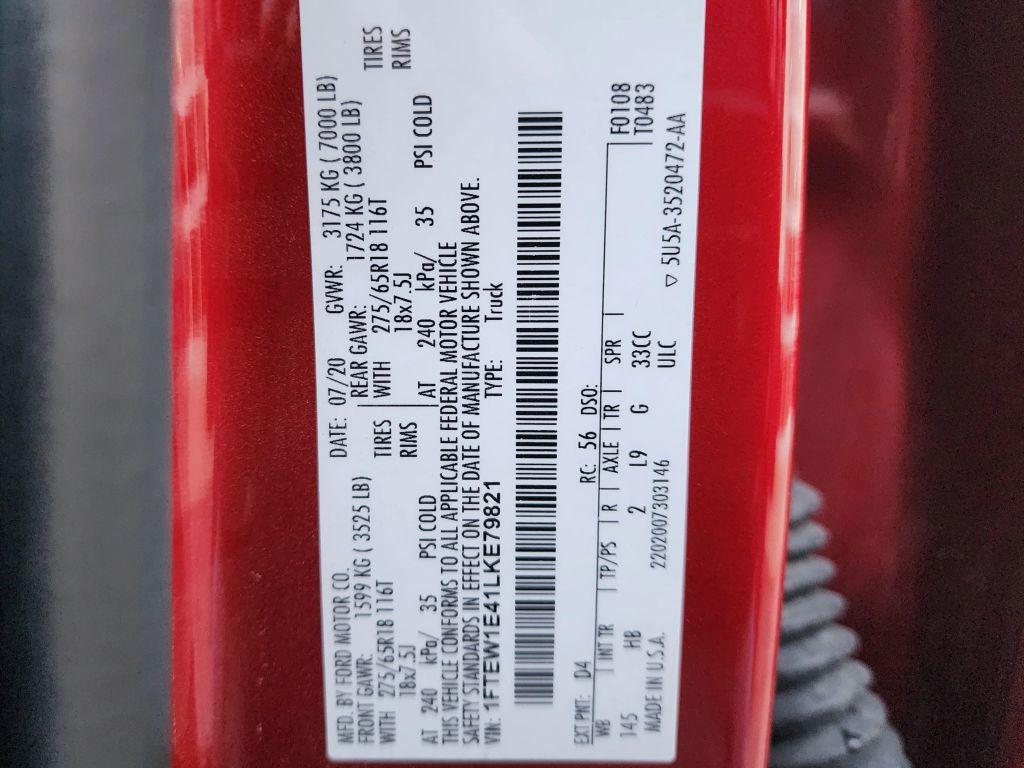 MFD. BY FORD MOTOR CO. DATE: 07/20 GVWR: 3175 KG ( 7000 LB)
FRONT GAWR: 1599 KG ( 3525 LB) REAR GAWR: 1724 KG ( 3800 LB)
WITH 275/65R18 116T TIRES WITH 275/65R18 116T TIRES
18x7.5J RIMS 18x7.5J RIMS
AT 240 kPa/ 35 PSI COLD AT 240 kPa/ 35 PSI COLD
THIS VEHICLE CONFORMS TO ALL APPLICABLE FEDERAL MOTOR VEHICLE
SAFETY STANDARDS IN EFFECT ON THE DATE OF MANUFACTURE SHOWN ABOVE.
VIN: 1FTEW1E41LKE79821 TYPE: Truck
EXT PNT: D4 RC: 56 DSO:
WB | INT TR | TP/PS | R | AXLE | TR | SPR | F0108
145 HB 2 L9 G 33CC T0483
ULC
MADE IN U.S.A. 2202007303146
▽ 5U5A-3520472-AA